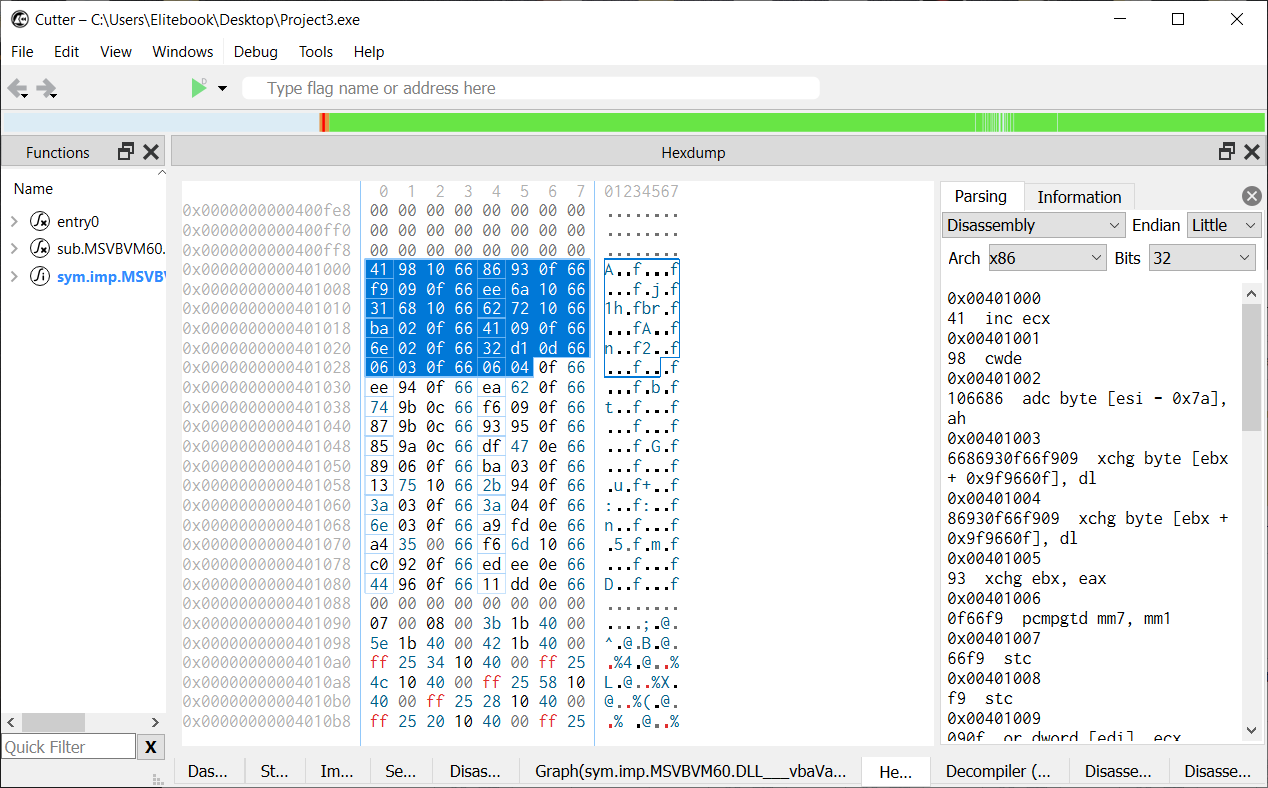 Cutter – C:\Users\Elitebook\Desktop\Project3.exe
File Edit View Windows Debug Tools Help
Type flag name or address here
Functions
Hexdump
Name
entry0
sub.MSVBVM60.
sym.imp.MSVB
Quick Filter X
0 1 2 3 4 5 6 7 01234567
0x0000000000400fe8 00 00 00 00 00 00 00 00 ........
0x0000000000400ff0 00 00 00 00 00 00 00 00 ........
0x0000000000400ff8 00 00 00 00 00 00 00 00 ........
0x0000000000401000 41 98 10 66 86 93 0f 66 A..f...f
0x0000000000401008 f9 09 0f 66 ee 6a 10 66 ...f.j.f
0x0000000000401010 31 68 10 66 62 72 10 66 1h.fbr.f
0x0000000000401018 ba 02 0f 66 41 09 0f 66 ...fA..f
0x0000000000401020 6e 02 0f 66 32 d1 0d 66 n..f2..f
0x0000000000401028 06 03 0f 66 06 04 0f 66 ...f...f
0x0000000000401030 ee 94 0f 66 ea 62 0f 66 ...f.b.f
0x0000000000401038 74 9b 0c 66 f6 09 0f 66 t..f...f
0x0000000000401040 87 9b 0c 66 93 95 0f 66 ...f...f
0x0000000000401048 85 9a 0c 66 df 47 0e 66 ...f.G.f
0x0000000000401050 89 06 0f 66 ba 03 0f 66 ...f...f
0x0000000000401058 13 75 10 66 2b 94 0f 66 .u.f+..f
0x0000000000401060 3a 03 0f 66 3a 04 0f 66 :..f:..f
0x0000000000401068 6e 03 0f 66 a9 fd 0e 66 n..f...f
0x0000000000401070 a4 35 00 66 f6 6d 10 66 .5.f.m.f
0x0000000000401078 c0 92 0f 66 ed ee 0e 66 ...f...f
0x0000000000401080 44 96 0f 66 11 dd 0e 66 D..f...f
0x0000000000401088 00 00 00 00 00 00 00 00 ........
0x0000000000401090 07 00 08 00 3b 1b 40 00 ....;.@.
0x0000000000401098 5e 1b 40 00 42 1b 40 00 ^.@.B.@.
0x00000000004010a0 ff 25 34 10 40 00 ff 25 .%4.@..%
0x00000000004010a8 4c 10 40 00 ff 25 58 10 L.@..%X.
0x00000000004010b0 40 00 ff 25 28 10 40 00 @..%(.@.
0x00000000004010b8 ff 25 20 10 40 00 ff 25 .% .@..%
Parsing Information
Disassembly Endian Little
Arch x86 Bits 32
0x00401000
41 inc ecx
0x00401001
98 cwde
0x00401002
106686 adc byte [esi - 0x7a],
ah
0x00401003
6686930f66f909 xchg byte [ebx
+ 0x9f9660f], dl
0x00401004
86930f66f909 xchg byte [ebx +
0x9f9660f], dl
0x00401005
93 xchg ebx, eax
0x00401006
0f66f9 pcmpgtd mm7, mm1
0x00401007
66f9 stc
0x00401008
f9 stc
0x00401009
090f or dword [edi], ecx
Das... St... Im... Se... Disas... Graph(sym.imp.MSVBVM60.DLL___vbaVa... He... Decompiler (... Disasse... Disasse...